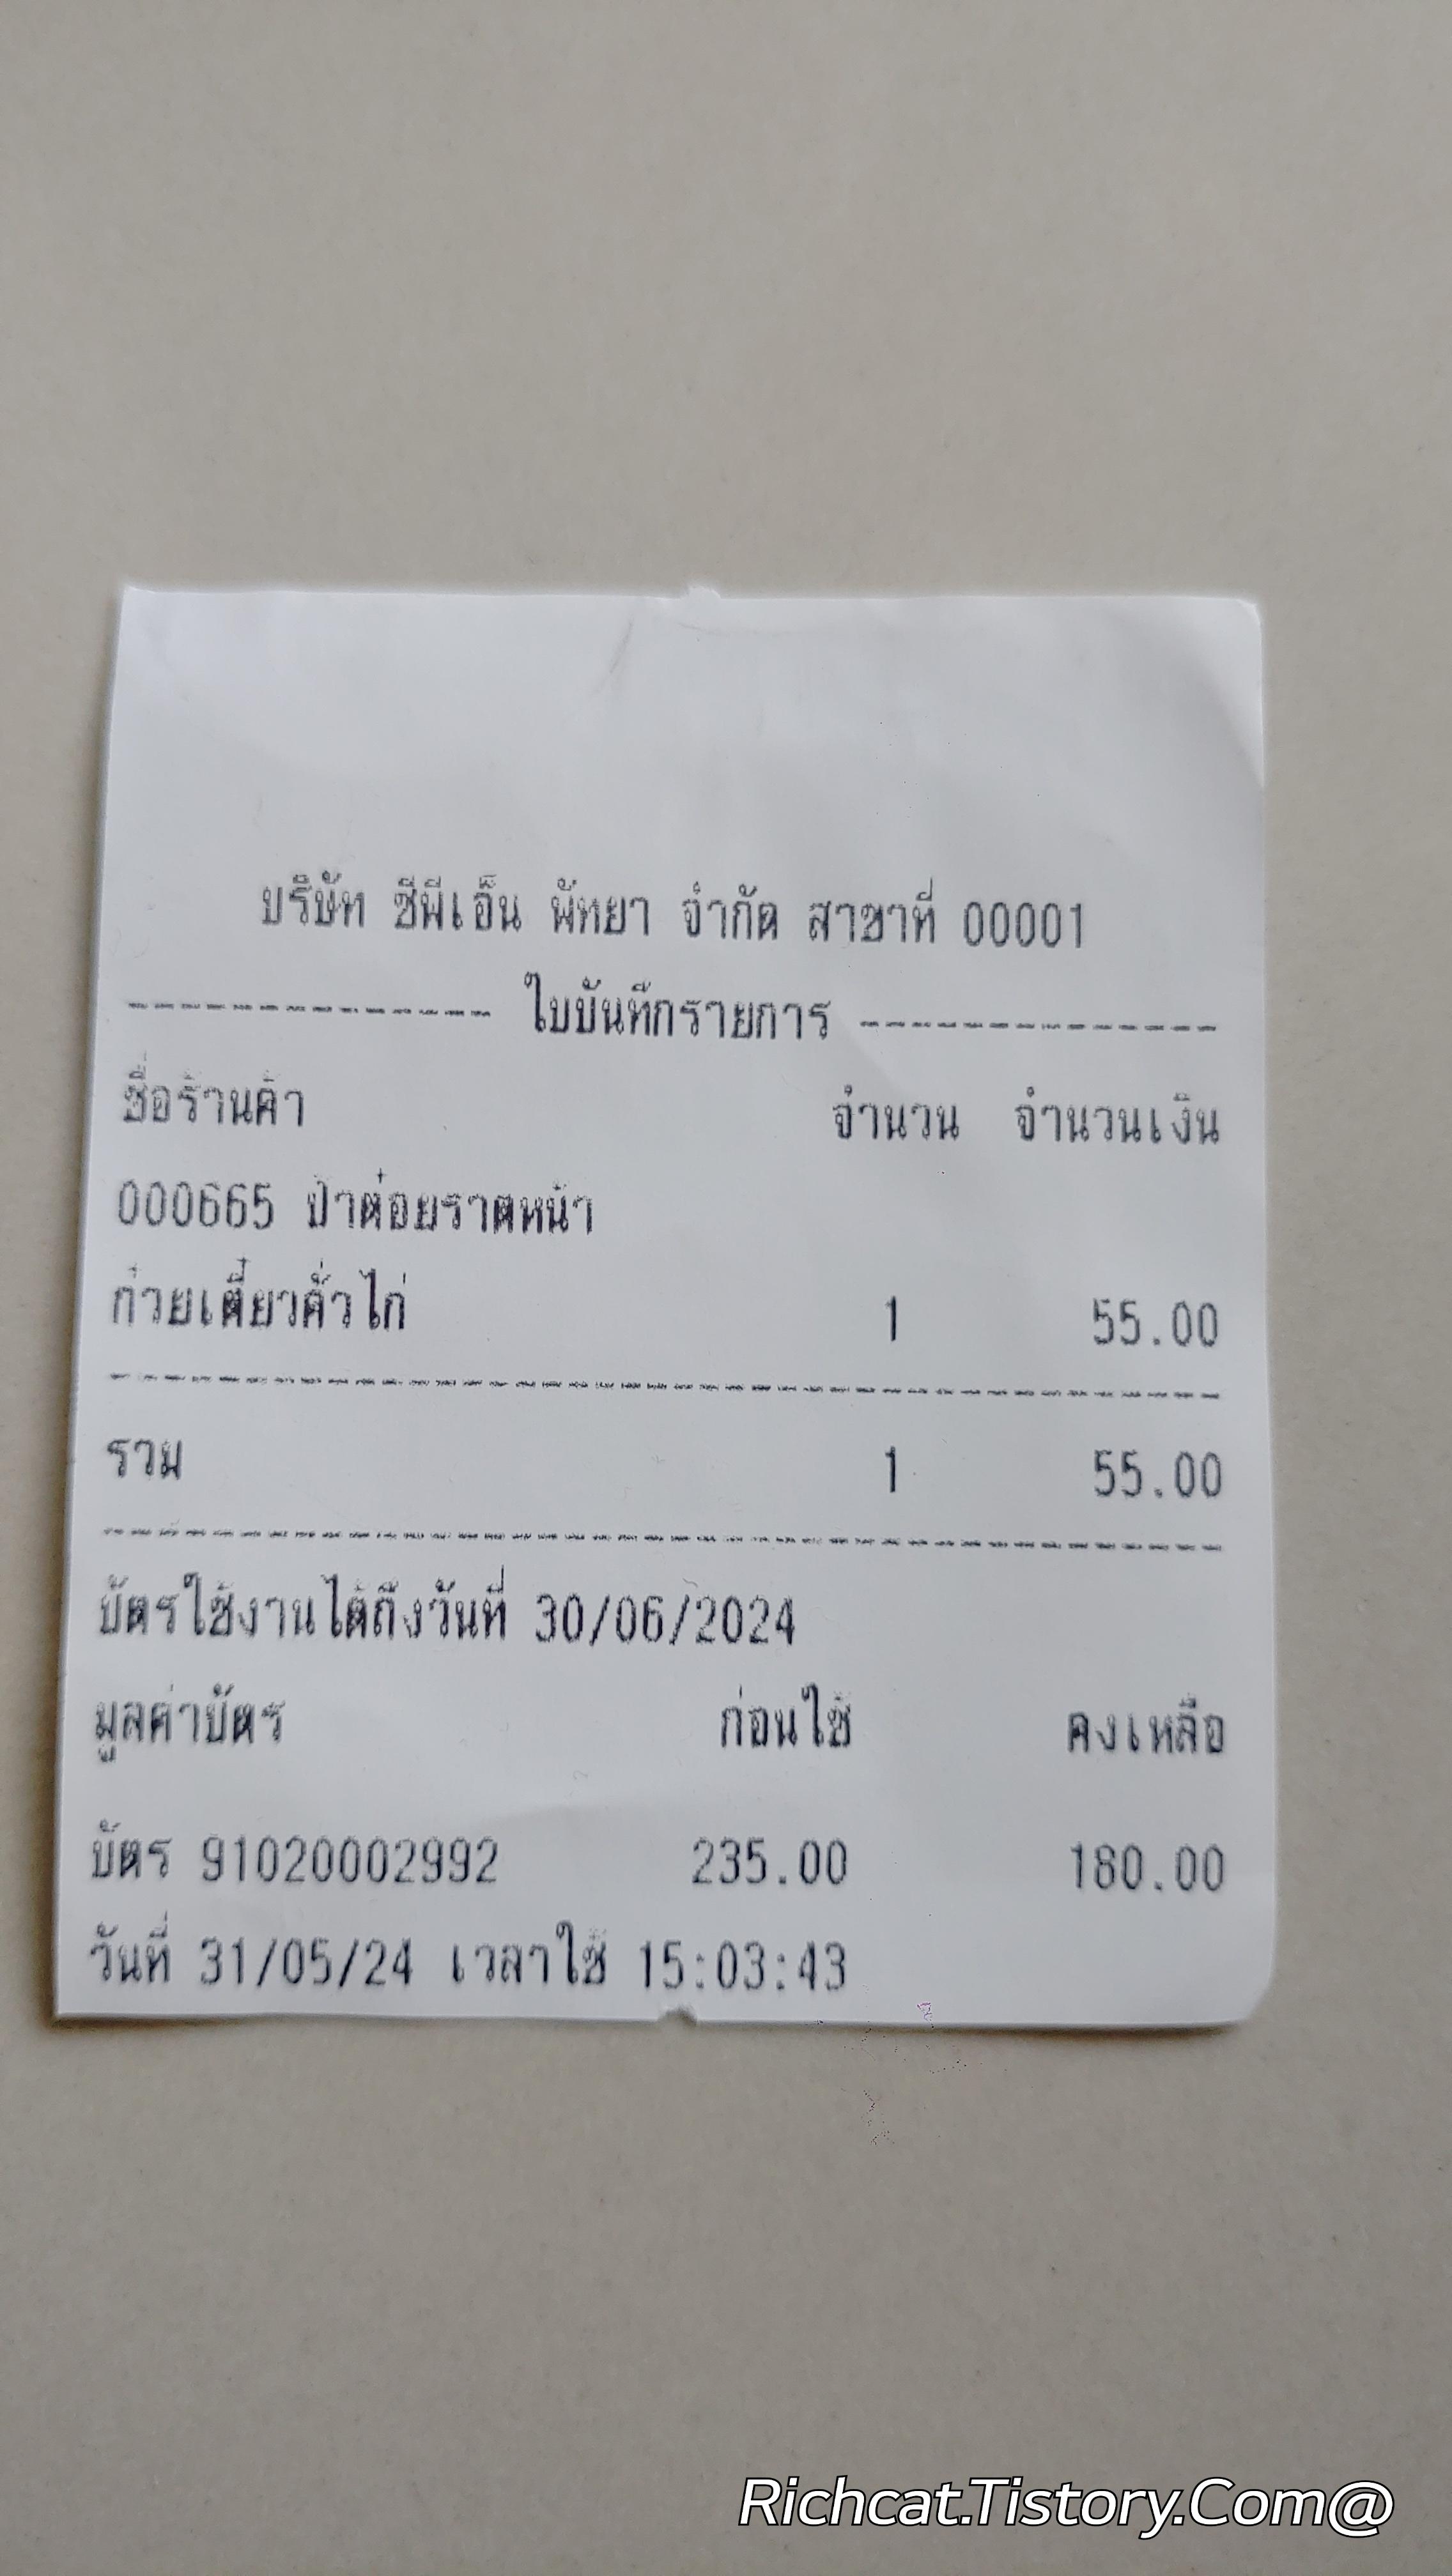 บริษัท ซีพีเอ็น พัทยา จำกัด สาขาที่ 00001
-------------- ใบบันทึกรายการ --------------
ชื่อร้านค้า จำนวน จำนวนเงิน
000665 ป้าต๋อยราดหน้า
ก๋วยเตี๋ยวคั่วไก่ 1 55.00
รวม 1 55.00
บัตรใช้งานได้ถึงวันที่ 30/06/2024
มูลค่าบัตร ก่อนใช้ คงเหลือ
บัตร 91020002992 235.00 180.00
วันที่ 31/05/24 เวลาใช้ 15:03:43
Richcat.Tistory.Com@